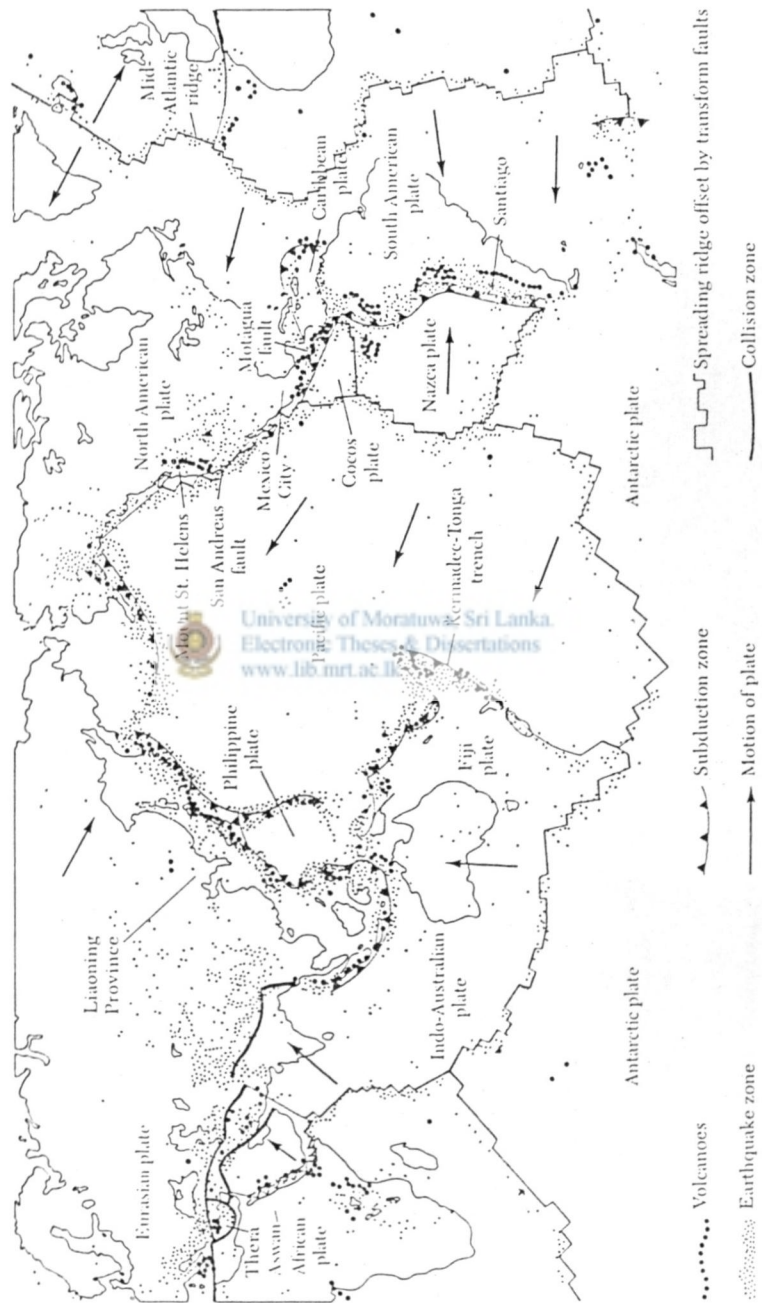 Eurasian plate
Thera
Aswan–
African plate
Liaoning
Province
Indo-Australian
plate
Antarctic plate
Philippine
plate
Fiji
plate
Pacific plate
Kermadec-Tonga
trench
Mount St. Helens
San Andreas
fault
North American
plate
Mexico
City
Cocos
plate
Motagua
fault
Nazca plate
Caribbean
plate
South American
plate
Santiago
Mid-
Atlantic
ridge
Antarctic plate
University of Moratuwa, Sri Lanka.
Electronic Theses & Dissertations
www.lib.mrt.ac.lk
Volcanoes
Earthquake zone
Subduction zone
Motion of plate
Spreading ridge offset by transform faults
Collision zone